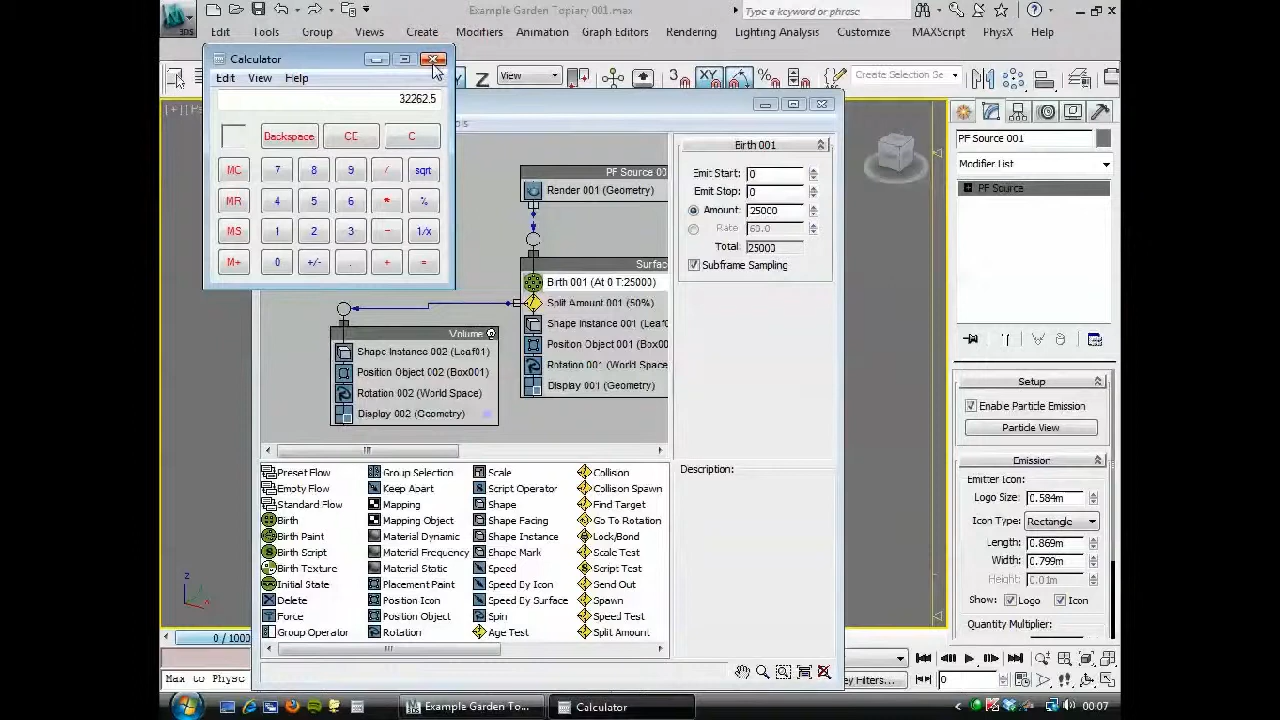 Example Garden Topiary 001.max
Type a keyword or phrase
3DS
Edit Tools Group Views Create Modifiers Animation Graph Editors Rendering Lighting Analysis Customize MAXScript PhysX Help
Calculator
Edit View Help
32262.5
Backspace CE C
MC 7 8 9 / sqrt
MR 4 5 6 * %
MS 1 2 3 - 1/x
M+ 0 +/- . + =
Z View XY Create Selection Se
[+]
PF Source 00
Render 001 (Geometry)
Surfac
Birth 001 (At 0 T:25000)
Split Amount 001 (50%)
Shape Instance 001 (Leaf0
Position Object 001 (Box00
Rotation 001 (World Space
Display 001 (Geometry)
Volume
Shape Instance 002 (Leaf01)
Position Object 002 (Box001)
Rotation 002 (World Space)
Display 002 (Geometry)
Birth 001
Emit Start: 0
Emit Stop: 0
Amount: 25000
Rate: 60.0
Total: 25000
Subframe Sampling
Description:
Preset Flow Group Selection Scale Collision
Empty Flow Keep Apart Script Operator Collision Spawn
Standard Flow Mapping Shape Find Target
Birth Mapping Object Shape Facing Go To Rotation
Birth Paint Material Dynamic Shape Instance Lock/Bond
Birth Script Material Frequency Shape Mark Scale Test
Birth Texture Material Static Speed Script Test
Initial State Placement Paint Speed By Icon Send Out
Delete Position Icon Speed By Surface Spawn
Force Position Object Spin Speed Test
Group Operator Rotation Age Test Split Amount
PF Source 001
Modifier List
PF Source
Setup
Enable Particle Emission
Particle View
Emission
Emitter Icon:
Logo Size: 0.584m
Icon Type: Rectangle
Length: 0.869m
Width: 0.799m
Height: 0.01m
Show: Logo Icon
Quantity Multiplier:
z
0 / 1000
Max to Physc
Key Filters...
0
Example Garden To...
Calculator
00:07